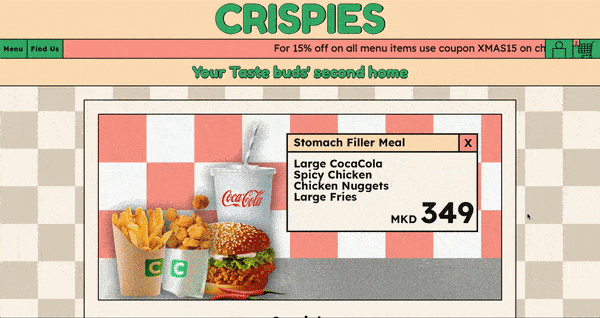 CRISPIES
Menu
Find Us
For 15% off on all menu items use coupon XMAS15 on ch
Your Taste buds' second home
Stomach Filler Meal
X
Large CocaCola
Spicy Chicken
Chicken Nuggets
Large Fries
MKD 349
Coca-Cola
C
C